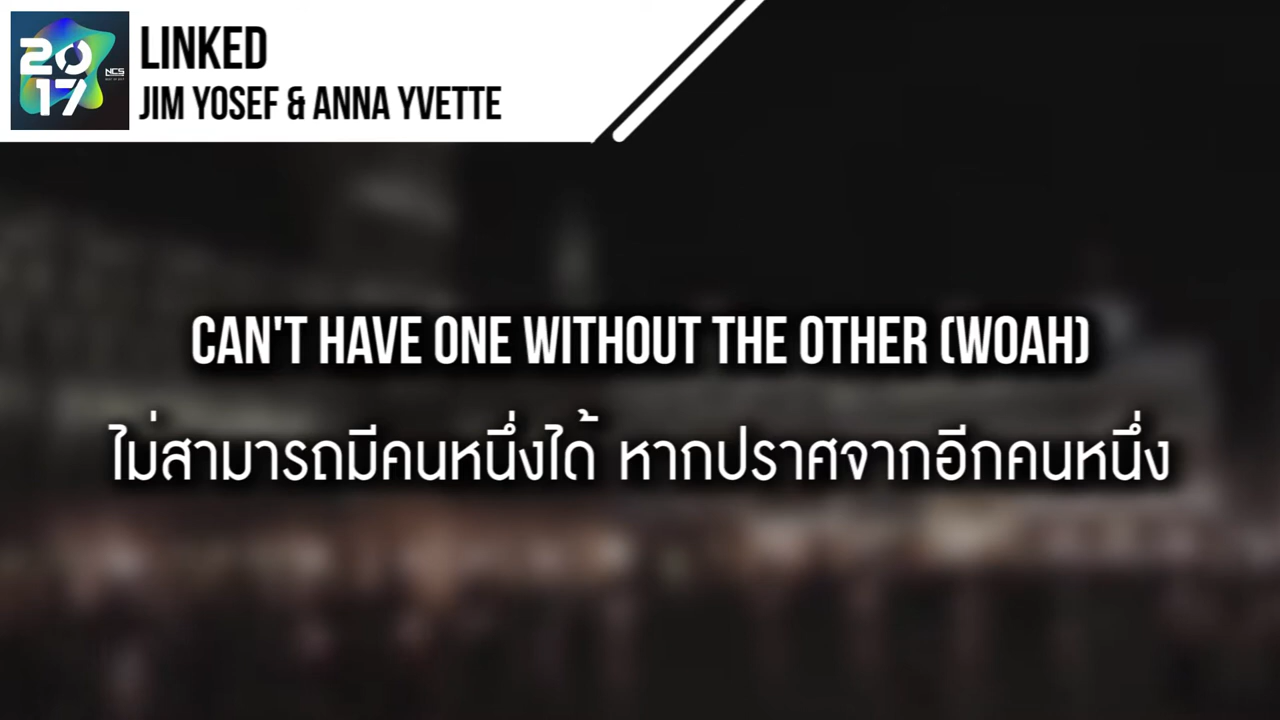 20
17
NCS
LINKED
JIM YOSEF & ANNA YVETTE
CAN'T HAVE ONE WITHOUT THE OTHER (WOAH)
ไม่สามารถมีคนหนึ่งได้ หากปราศจากอีกคนหนึ่ง